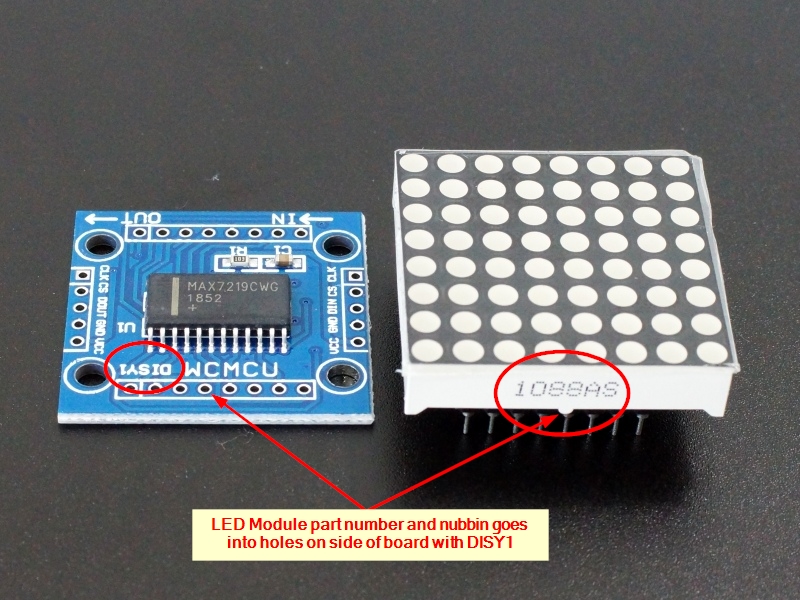 OUT
IN
R1
C1
CLK
CS
DOUT
GND
VCC
103
MAX7219CWG
1852
+
U1
CLK
CS
DIN
GND
VCC
DISY1
WCMCU
1088AS
LED Module part number and nubbin goes
into holes on side of board with DISY1